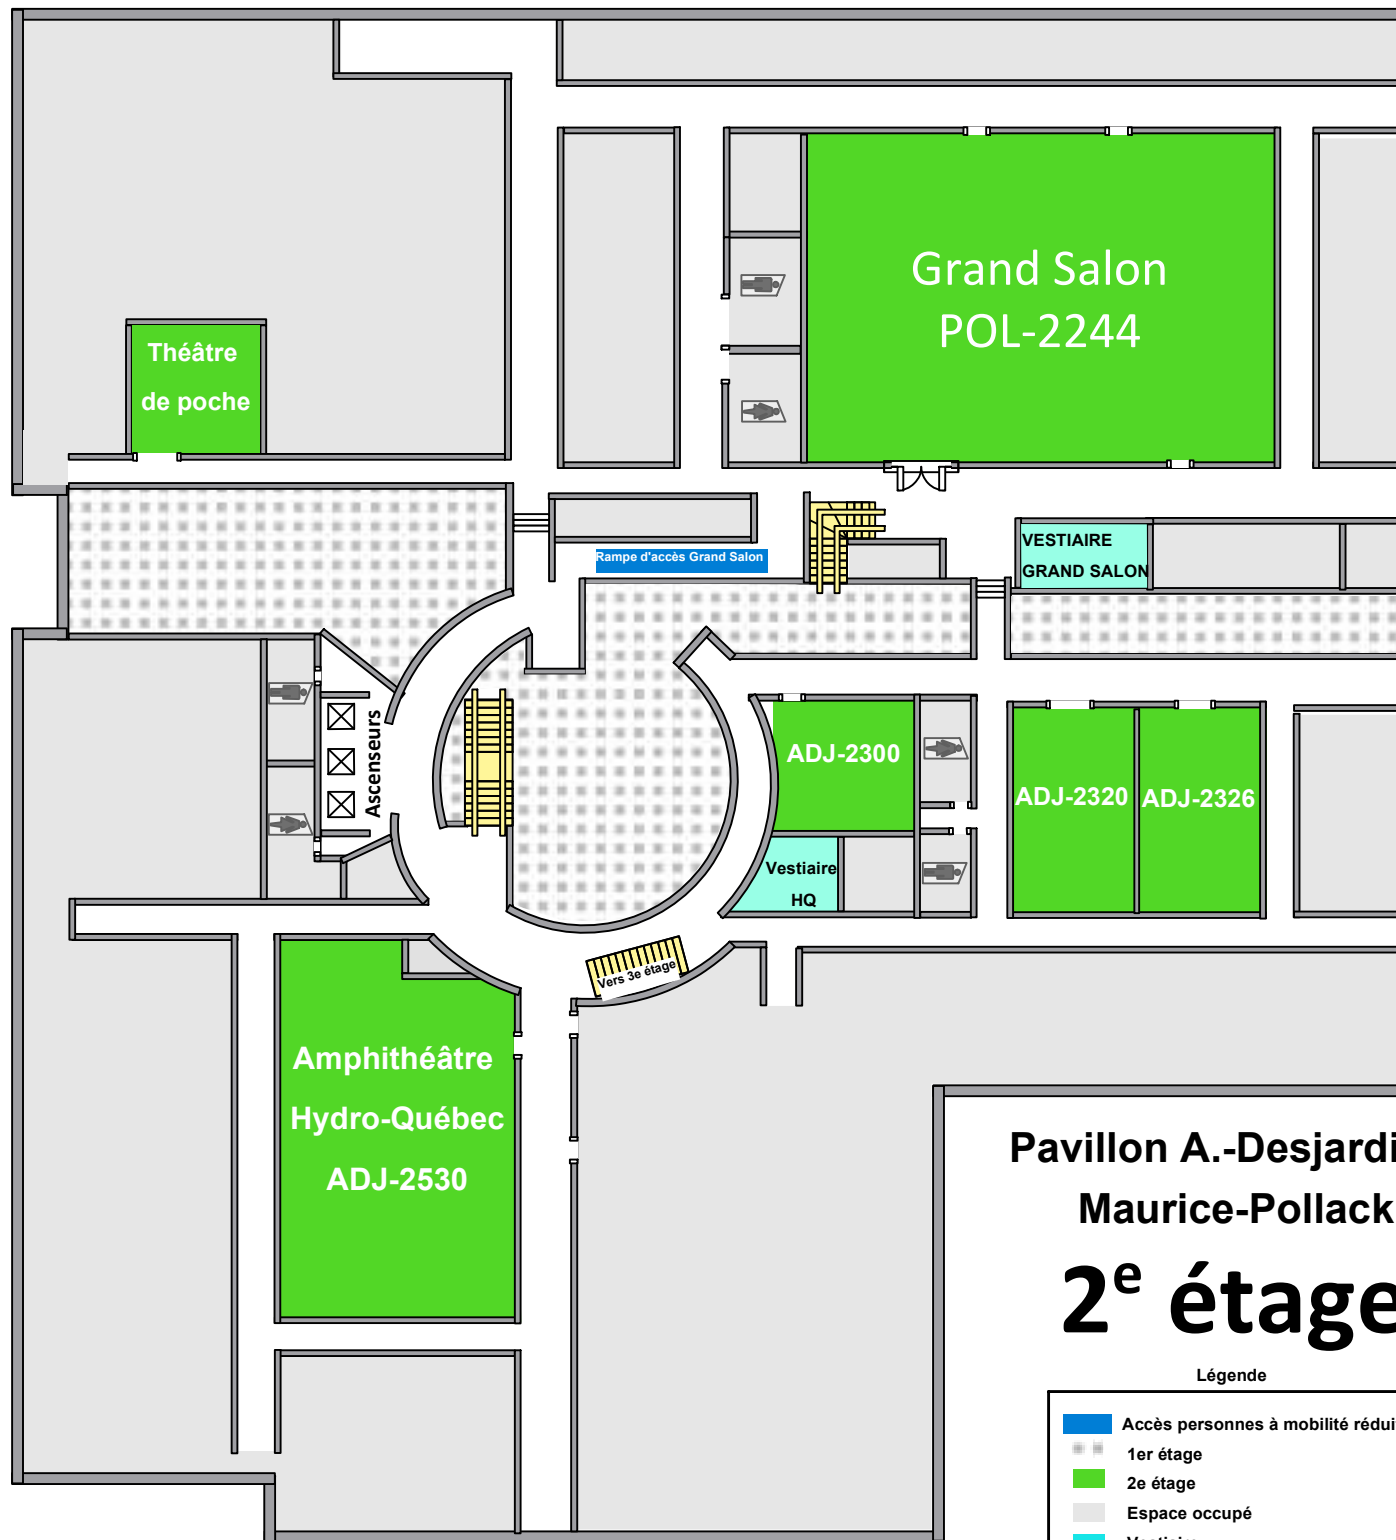 Grand Salon
POL-2244
Théâtre
de poche
VESTIAIRE
GRAND SALON
Rampe d'accès Grand Salon
Ascenseurs
ADJ-2300
ADJ-2320
ADJ-2326
Vestiaire
HQ
Vers 3e étage
Amphithéâtre
Hydro-Québec
ADJ-2530
Pavillon A.-Desjardi
Maurice-Pollack
2e étage
Légende
Accès personnes à mobilité rédui
1er étage
2e étage
Espace occupé
Vestiaire